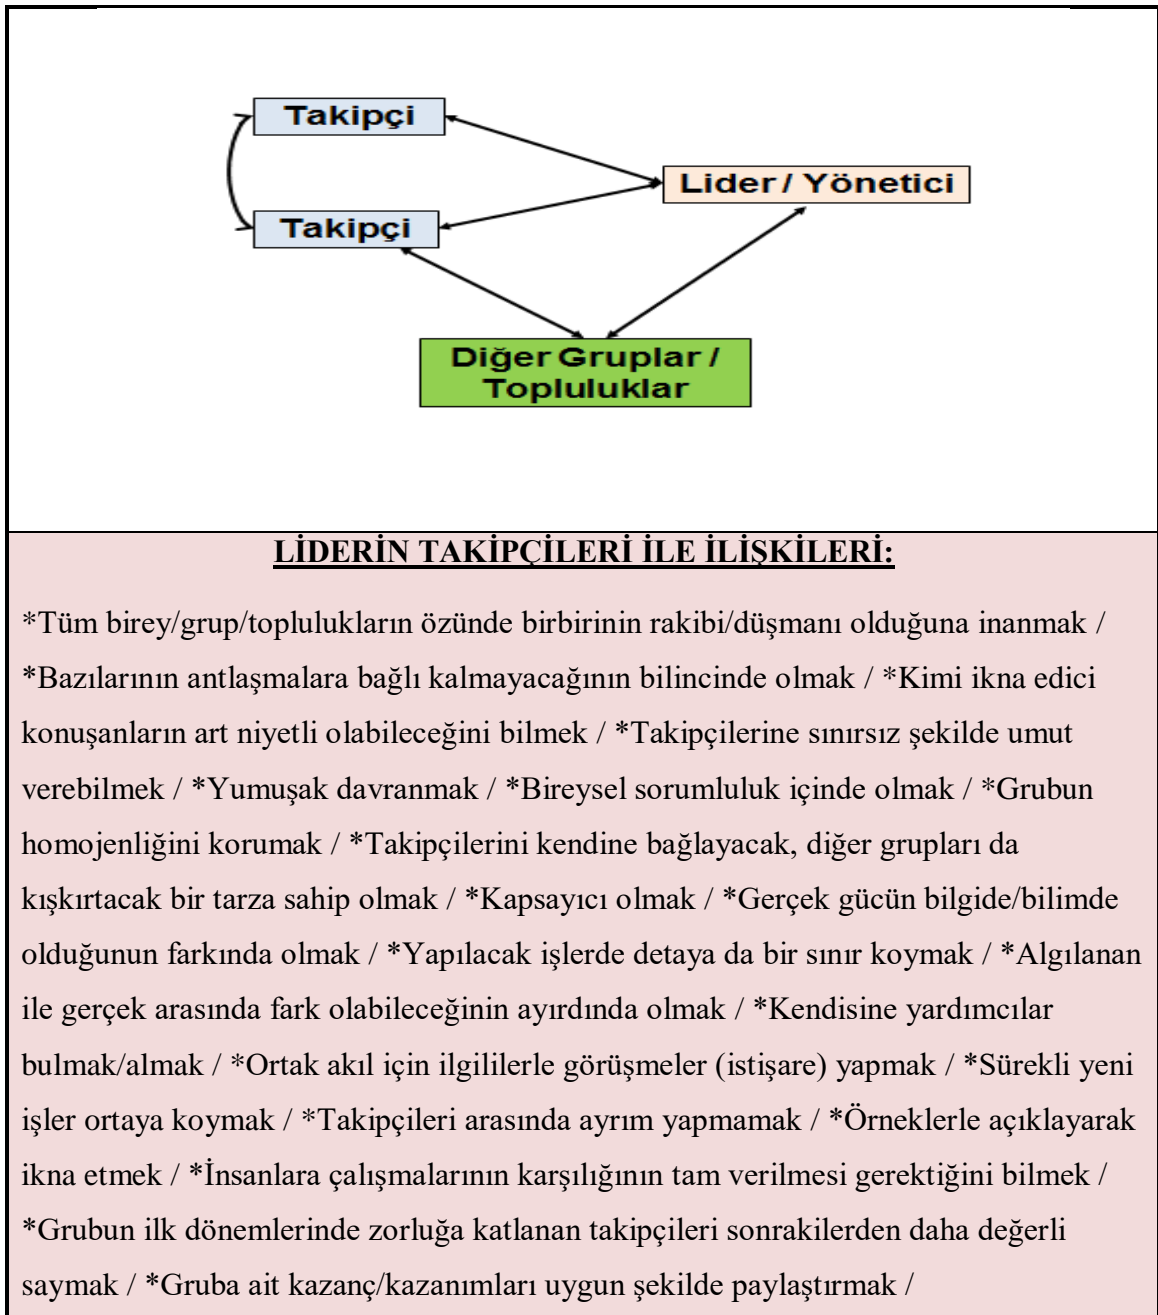 Takipçi
Lider / Yönetici
Takipçi
Diğer Gruplar /
Topluluklar
LİDERİN TAKİPÇİLERİ İLE İLİŞKİLERİ:
*Tüm birey/grup/toplulukların özünde birbirinin rakibi/düşmanı olduğuna inanmak /
*Bazılarının antlaşmalara bağlı kalmayacağının bilincinde olmak / *Kimi ikna edici
konuşanların art niyetli olabileceğini bilmek / *Takipçilerine sınırsız şekilde umut
verebilmek / *Yumuşak davranmak / *Bireysel sorumluluk içinde olmak / *Grubun
homojenliğini korumak / *Takipçilerini kendine bağlayacak, diğer grupları da
kışkırtacak bir tarza sahip olmak / *Kapsayıcı olmak / *Gerçek gücün bilgide/bilimde
olduğunun farkında olmak / *Yapılacak işlerde detaya da bir sınır koymak / *Algılanan
ile gerçek arasında fark olabileceğinin ayırdında olmak / *Kendisine yardımcılar
bulmak/almak / *Ortak akıl için ilgililerle görüşmeler (istişare) yapmak / *Sürekli yeni
işler ortaya koymak / *Takipçileri arasında ayrım yapmamak / *Örneklerle açıklayarak
ikna etmek / *İnsanlara çalışmalarının karşılığının tam verilmesi gerektiğini bilmek /
*Grubun ilk dönemlerinde zorluğa katlanan takipçileri sonrakilerden daha değerli
saymak / *Gruba ait kazanç/kazanımları uygun şekilde paylaştırmak /